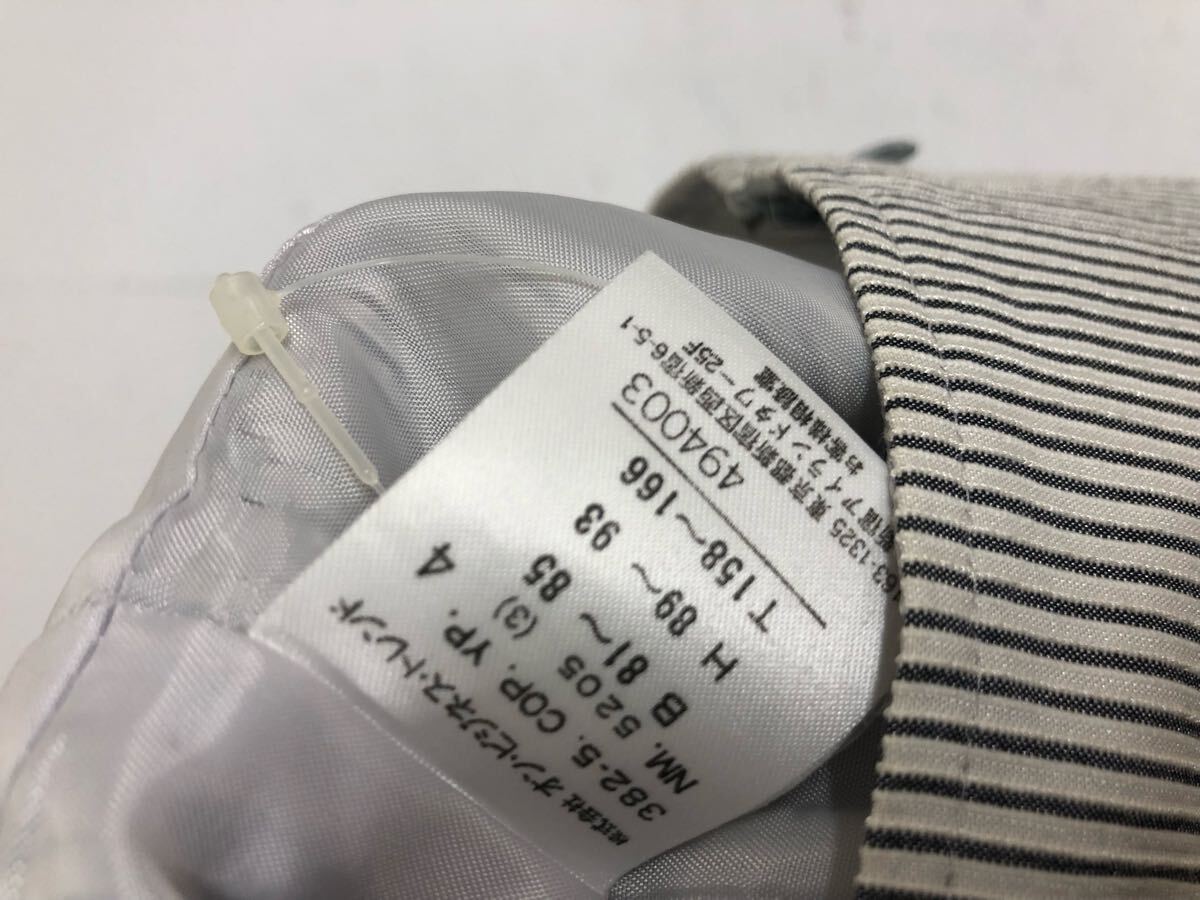 株式会社 オン・ビジネス・トレンド
382-5. COP. YP. 4
NM. 5205 (3)
B 81～ 85
H 89～ 93
T 158～166
494003
163-1325 東京都新宿区西新宿6-5-1
新宿アイランドタワー25F
お客様相談室